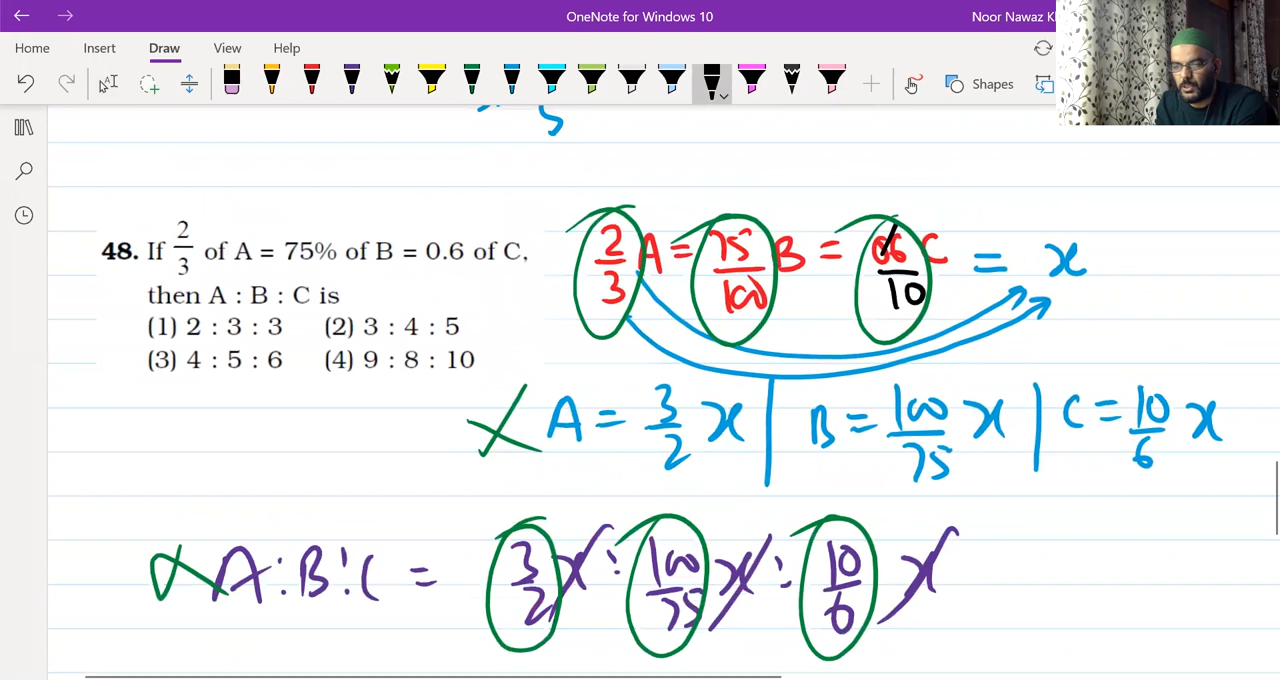 OneNote for Windows 10
Noor Nawaz
Home Insert Draw View Help
Shapes
48. If 2/3 of A = 75% of B = 0.6 of C,
then A : B : C is
(1) 2 : 3 : 3 (2) 3 : 4 : 5
(3) 4 : 5 : 6 (4) 9 : 8 : 10
2/3 A = 75/100 B = 06/10 C = x
A = 3/2 x | B = 100/75 x | C = 10/6 x
A : B : C = 3/2 x : 100/75 x : 10/6 x